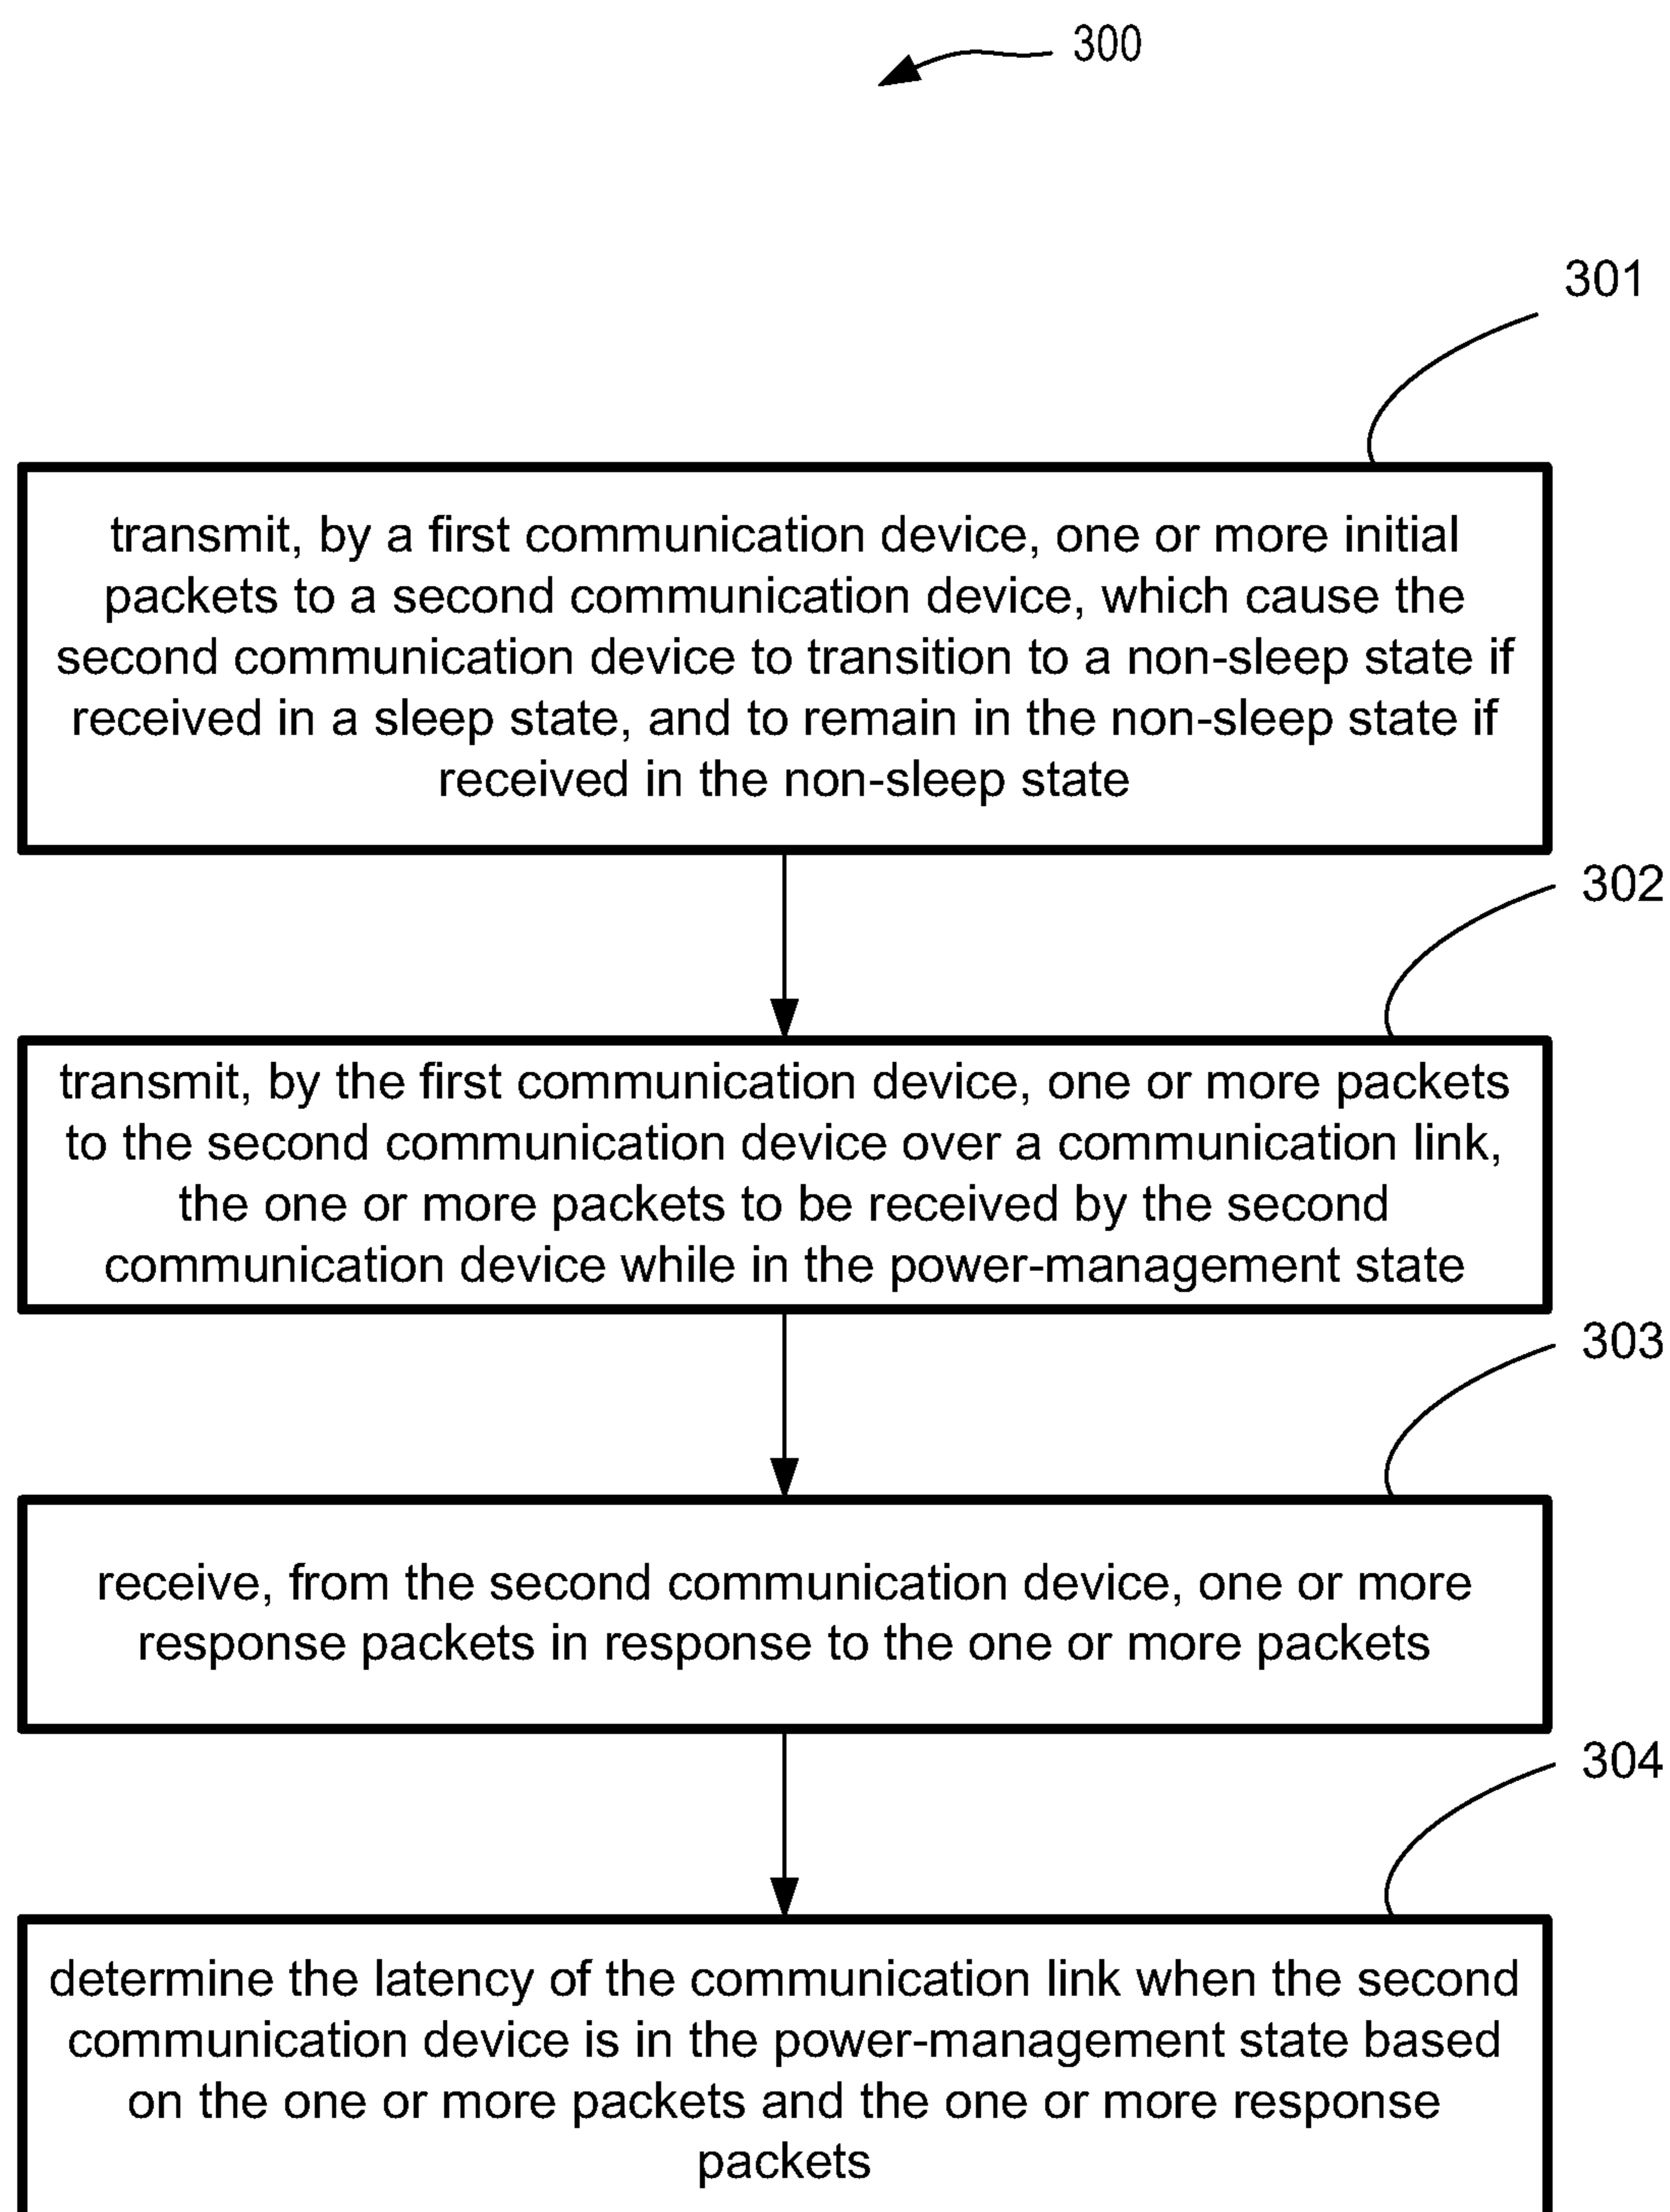 300
301
transmit, by a first communication device, one or more initial
packets to a second communication device, which cause the
second communication device to transition to a non-sleep state if
received in a sleep state, and to remain in the non-sleep state if
received in the non-sleep state
302
transmit, by the first communication device, one or more packets
to the second communication device over a communication link,
the one or more packets to be received by the second
communication device while in the power-management state
303
receive, from the second communication device, one or more
response packets in response to the one or more packets
304
determine the latency of the communication link when the second
communication device is in the power-management state based
on the one or more packets and the one or more response
packets